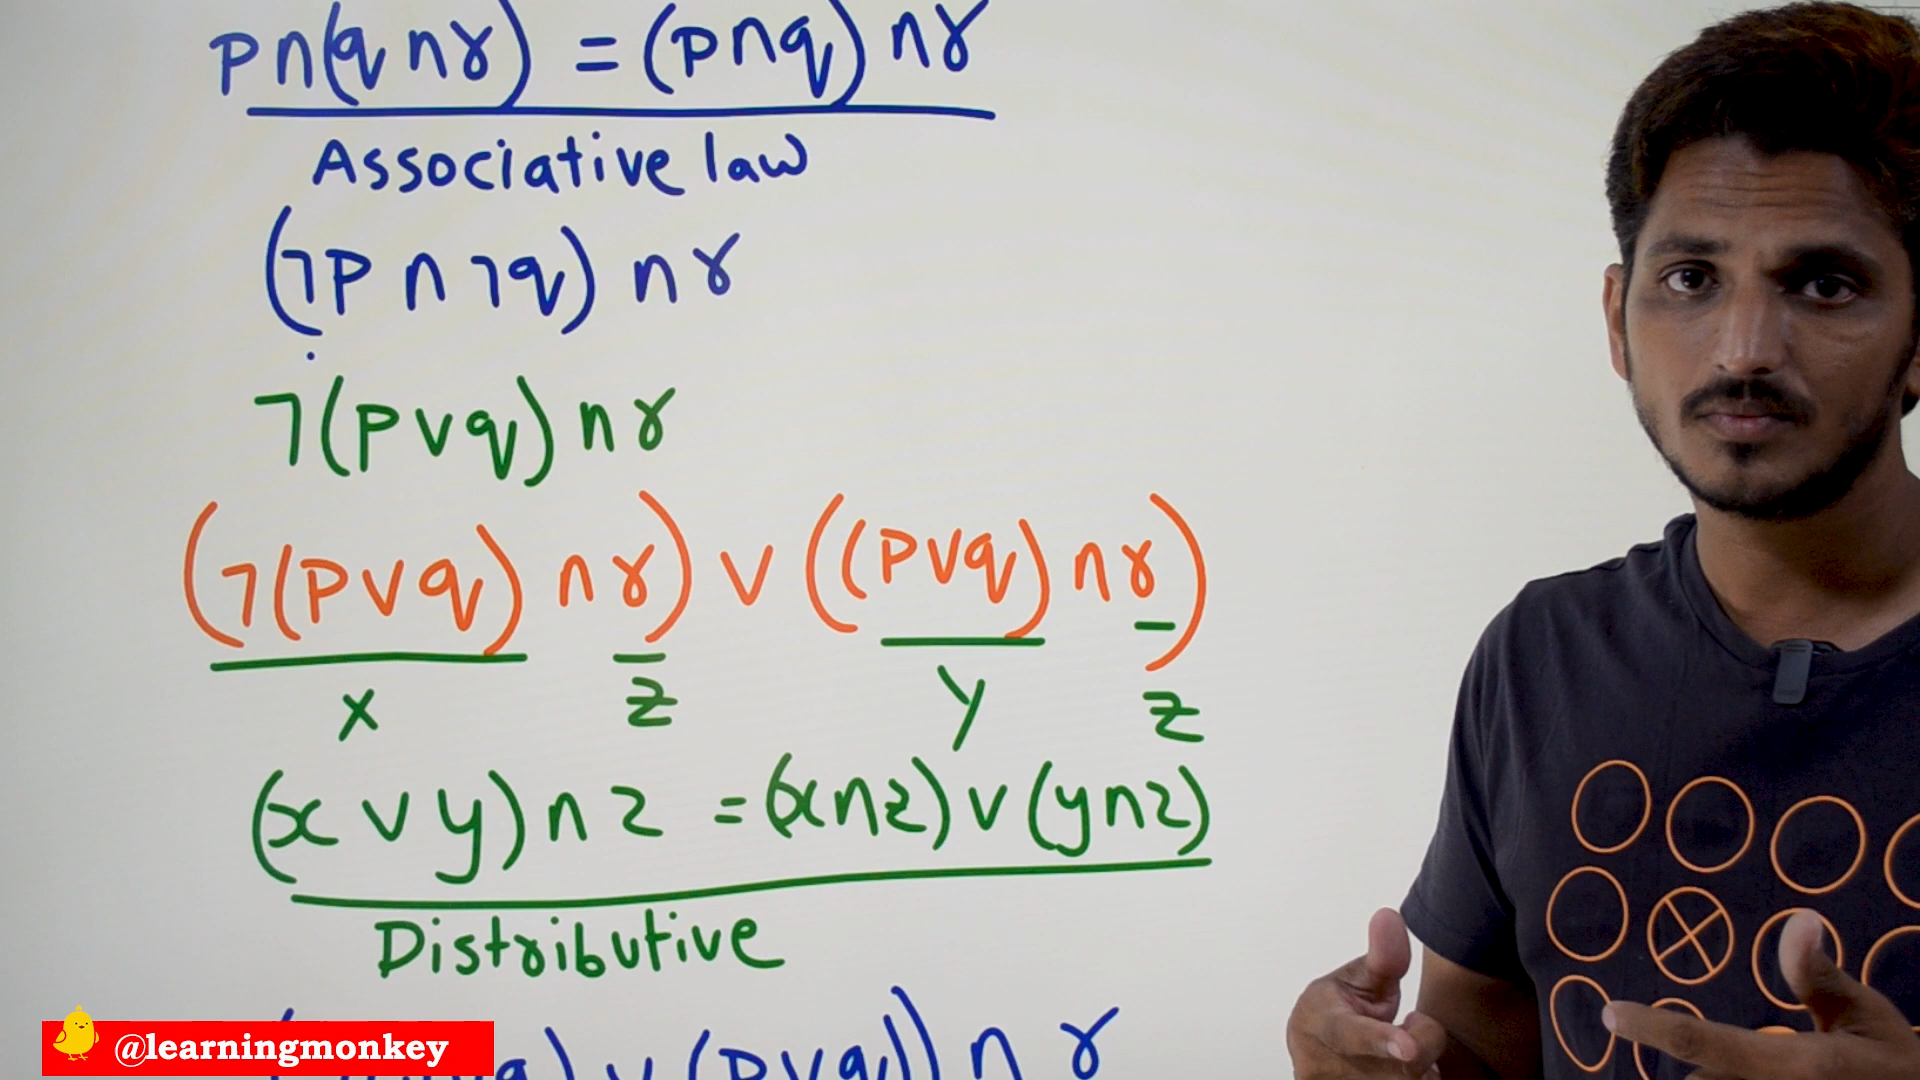 p∩(q∩r) = (p∩q)∩r
Associative law
(¬p ∩ ¬q) ∩ r
¬(p∨q)∩r
(¬(p∨q) ∩ r) ∨ ((p∨q)∩r)
x z y z
(x ∨ y) ∩ z = (x∩z) ∨ (y∩z)
Distributive
q) ∨ (p∨q)) ∩ r
@learningmonkey